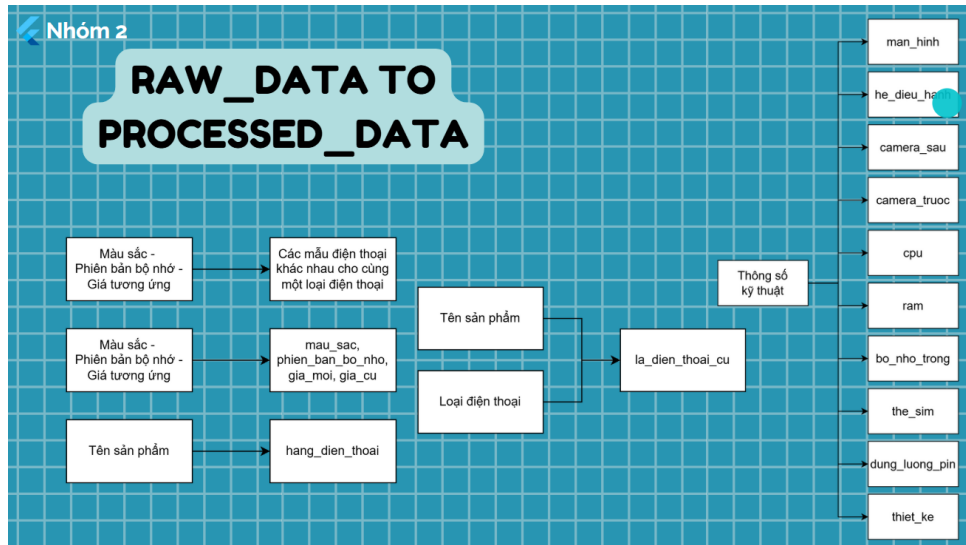 Nhóm 2
RAW_DATA TO
PROCESSED_DATA
Màu sắc -
Phiên bản bộ nhớ -
Giá tương ứng
Các mẫu điện thoại
khác nhau cho cùng
một loại điện thoại
Màu sắc -
Phiên bản bộ nhớ -
Giá tương ứng
mau_sac,
phien_ban_bo_nho,
gia_moi, gia_cu
Tên sản phẩm
hang_dien_thoai
Tên sản phẩm
Loại điện thoại
la_dien_thoai_cu
Thông số
kỹ thuật
man_hinh
he_dieu_hanh
camera_sau
camera_truoc
cpu
ram
bo_nho_trong
the_sim
dung_luong_pin
thiet_ke